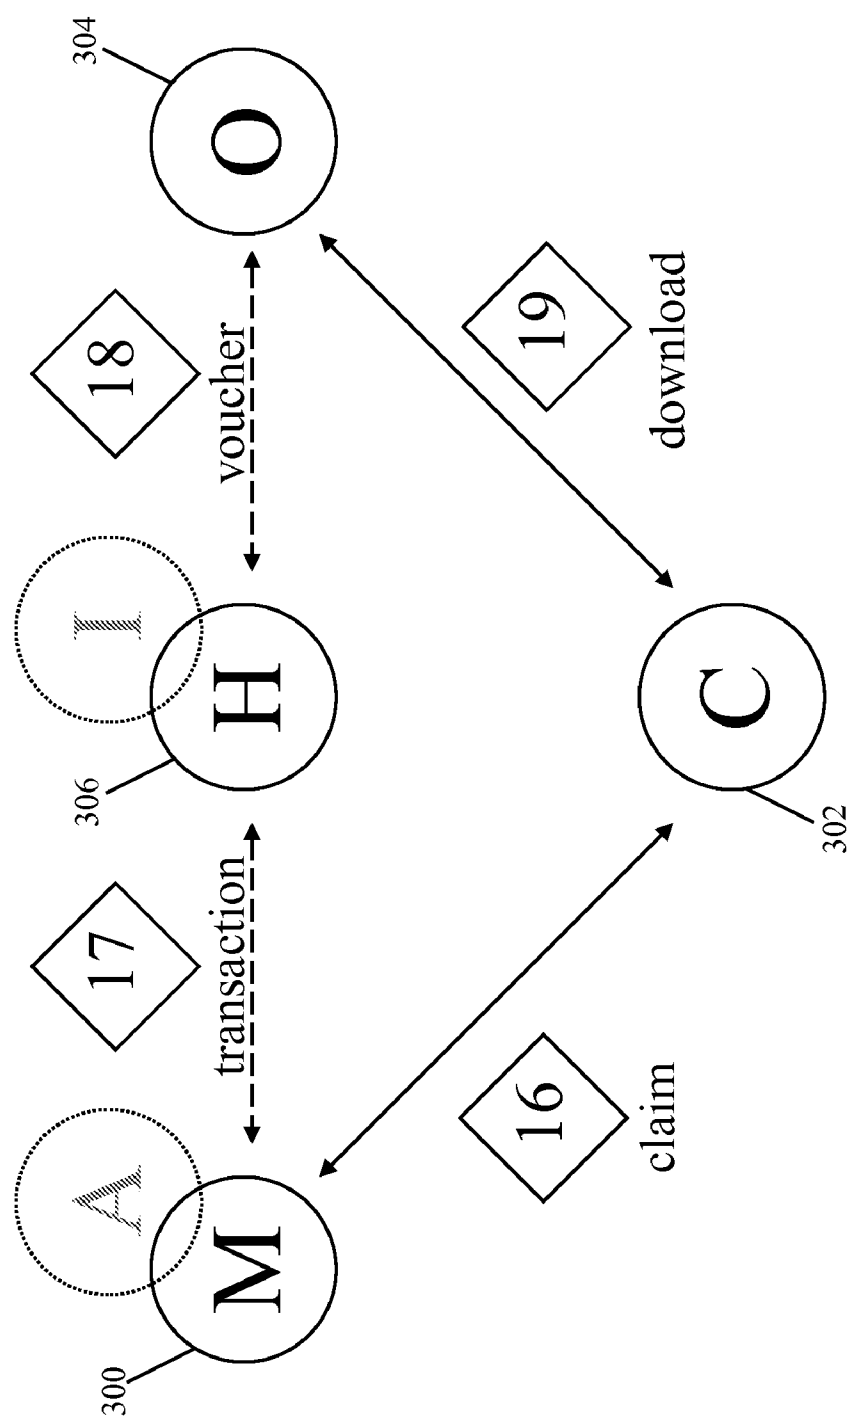 A
I
17
18
300
306
304
transaction
voucher
M
H
O
16
19
claim
download
C
302